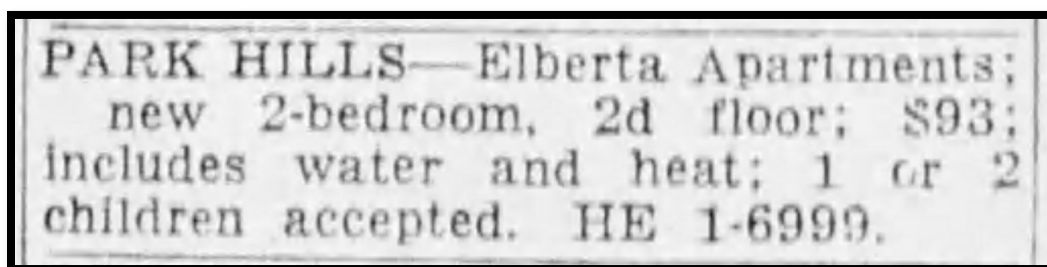 PARK HILLS—Elberta Apartments;
new 2-bedroom, 2d floor; $93;
includes water and heat; 1 or 2
children accepted. HE 1-6999.